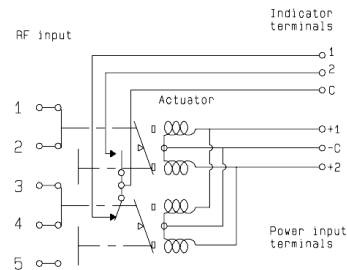 Indicator
terminals
RF input
1
2
C
Actuator
1
2
3
4
5
+1
-C
+2
Power input
terminals